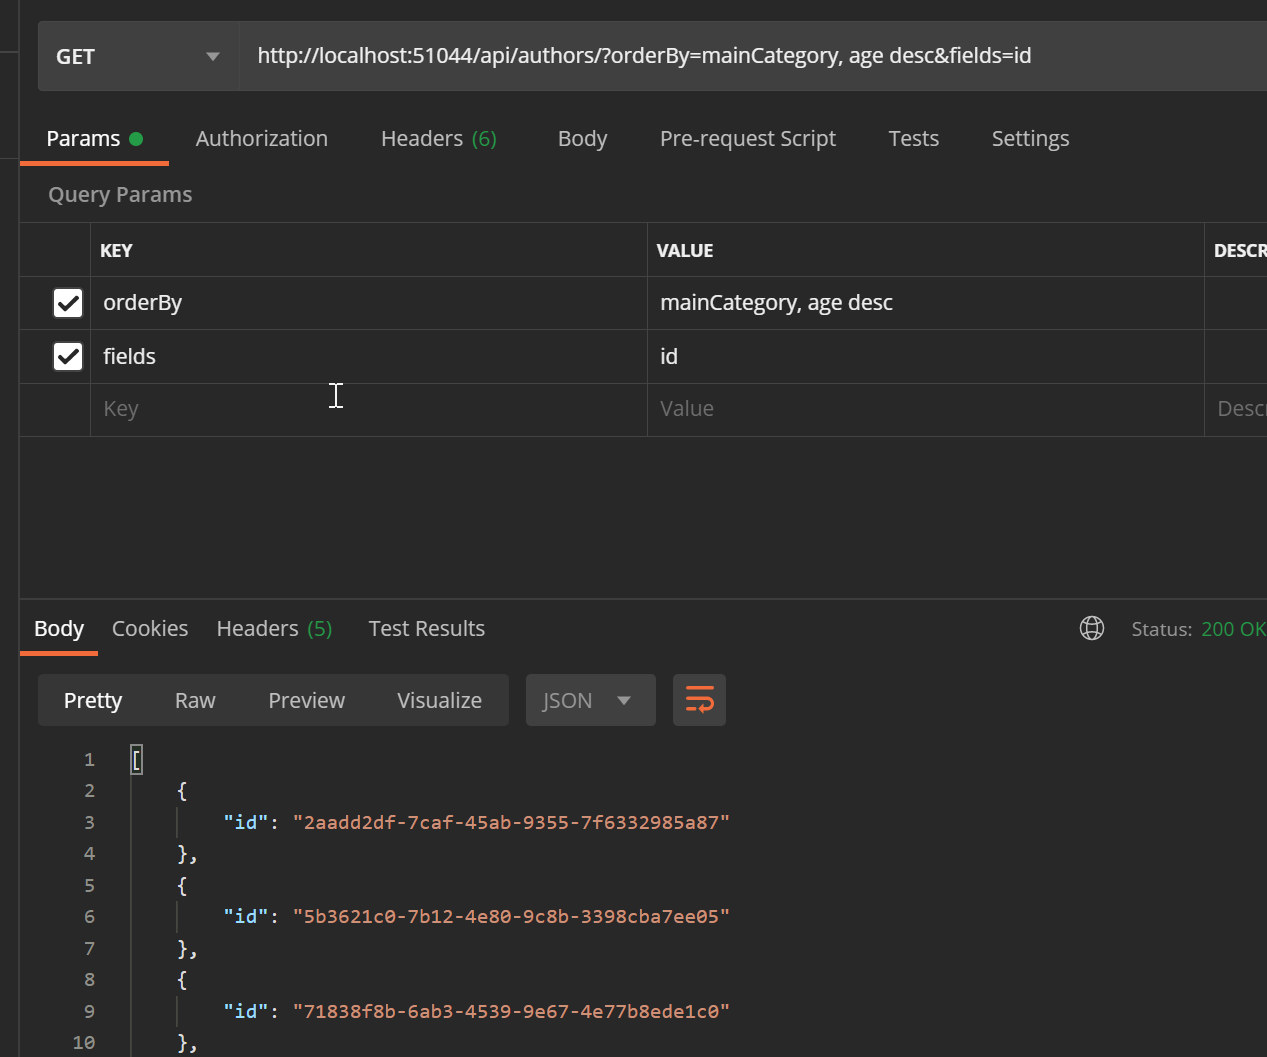 GET http://localhost:51044/api/authors/?orderBy=mainCategory, age desc&fields=id
Params Authorization Headers (6) Body Pre-request Script Tests Settings
Query Params
KEY VALUE DESCR
orderBy mainCategory, age desc
fields id
Key Value Descr
Body Cookies Headers (5) Test Results Status: 200 OK
Pretty Raw Preview Visualize JSON
1 [
2 {
3 "id": "2aadd2df-7caf-45ab-9355-7f6332985a87"
4 },
5 {
6 "id": "5b3621c0-7b12-4e80-9c8b-3398cba7ee05"
7 },
8 {
9 "id": "71838f8b-6ab3-4539-9e67-4e77b8ede1c0"
10 },